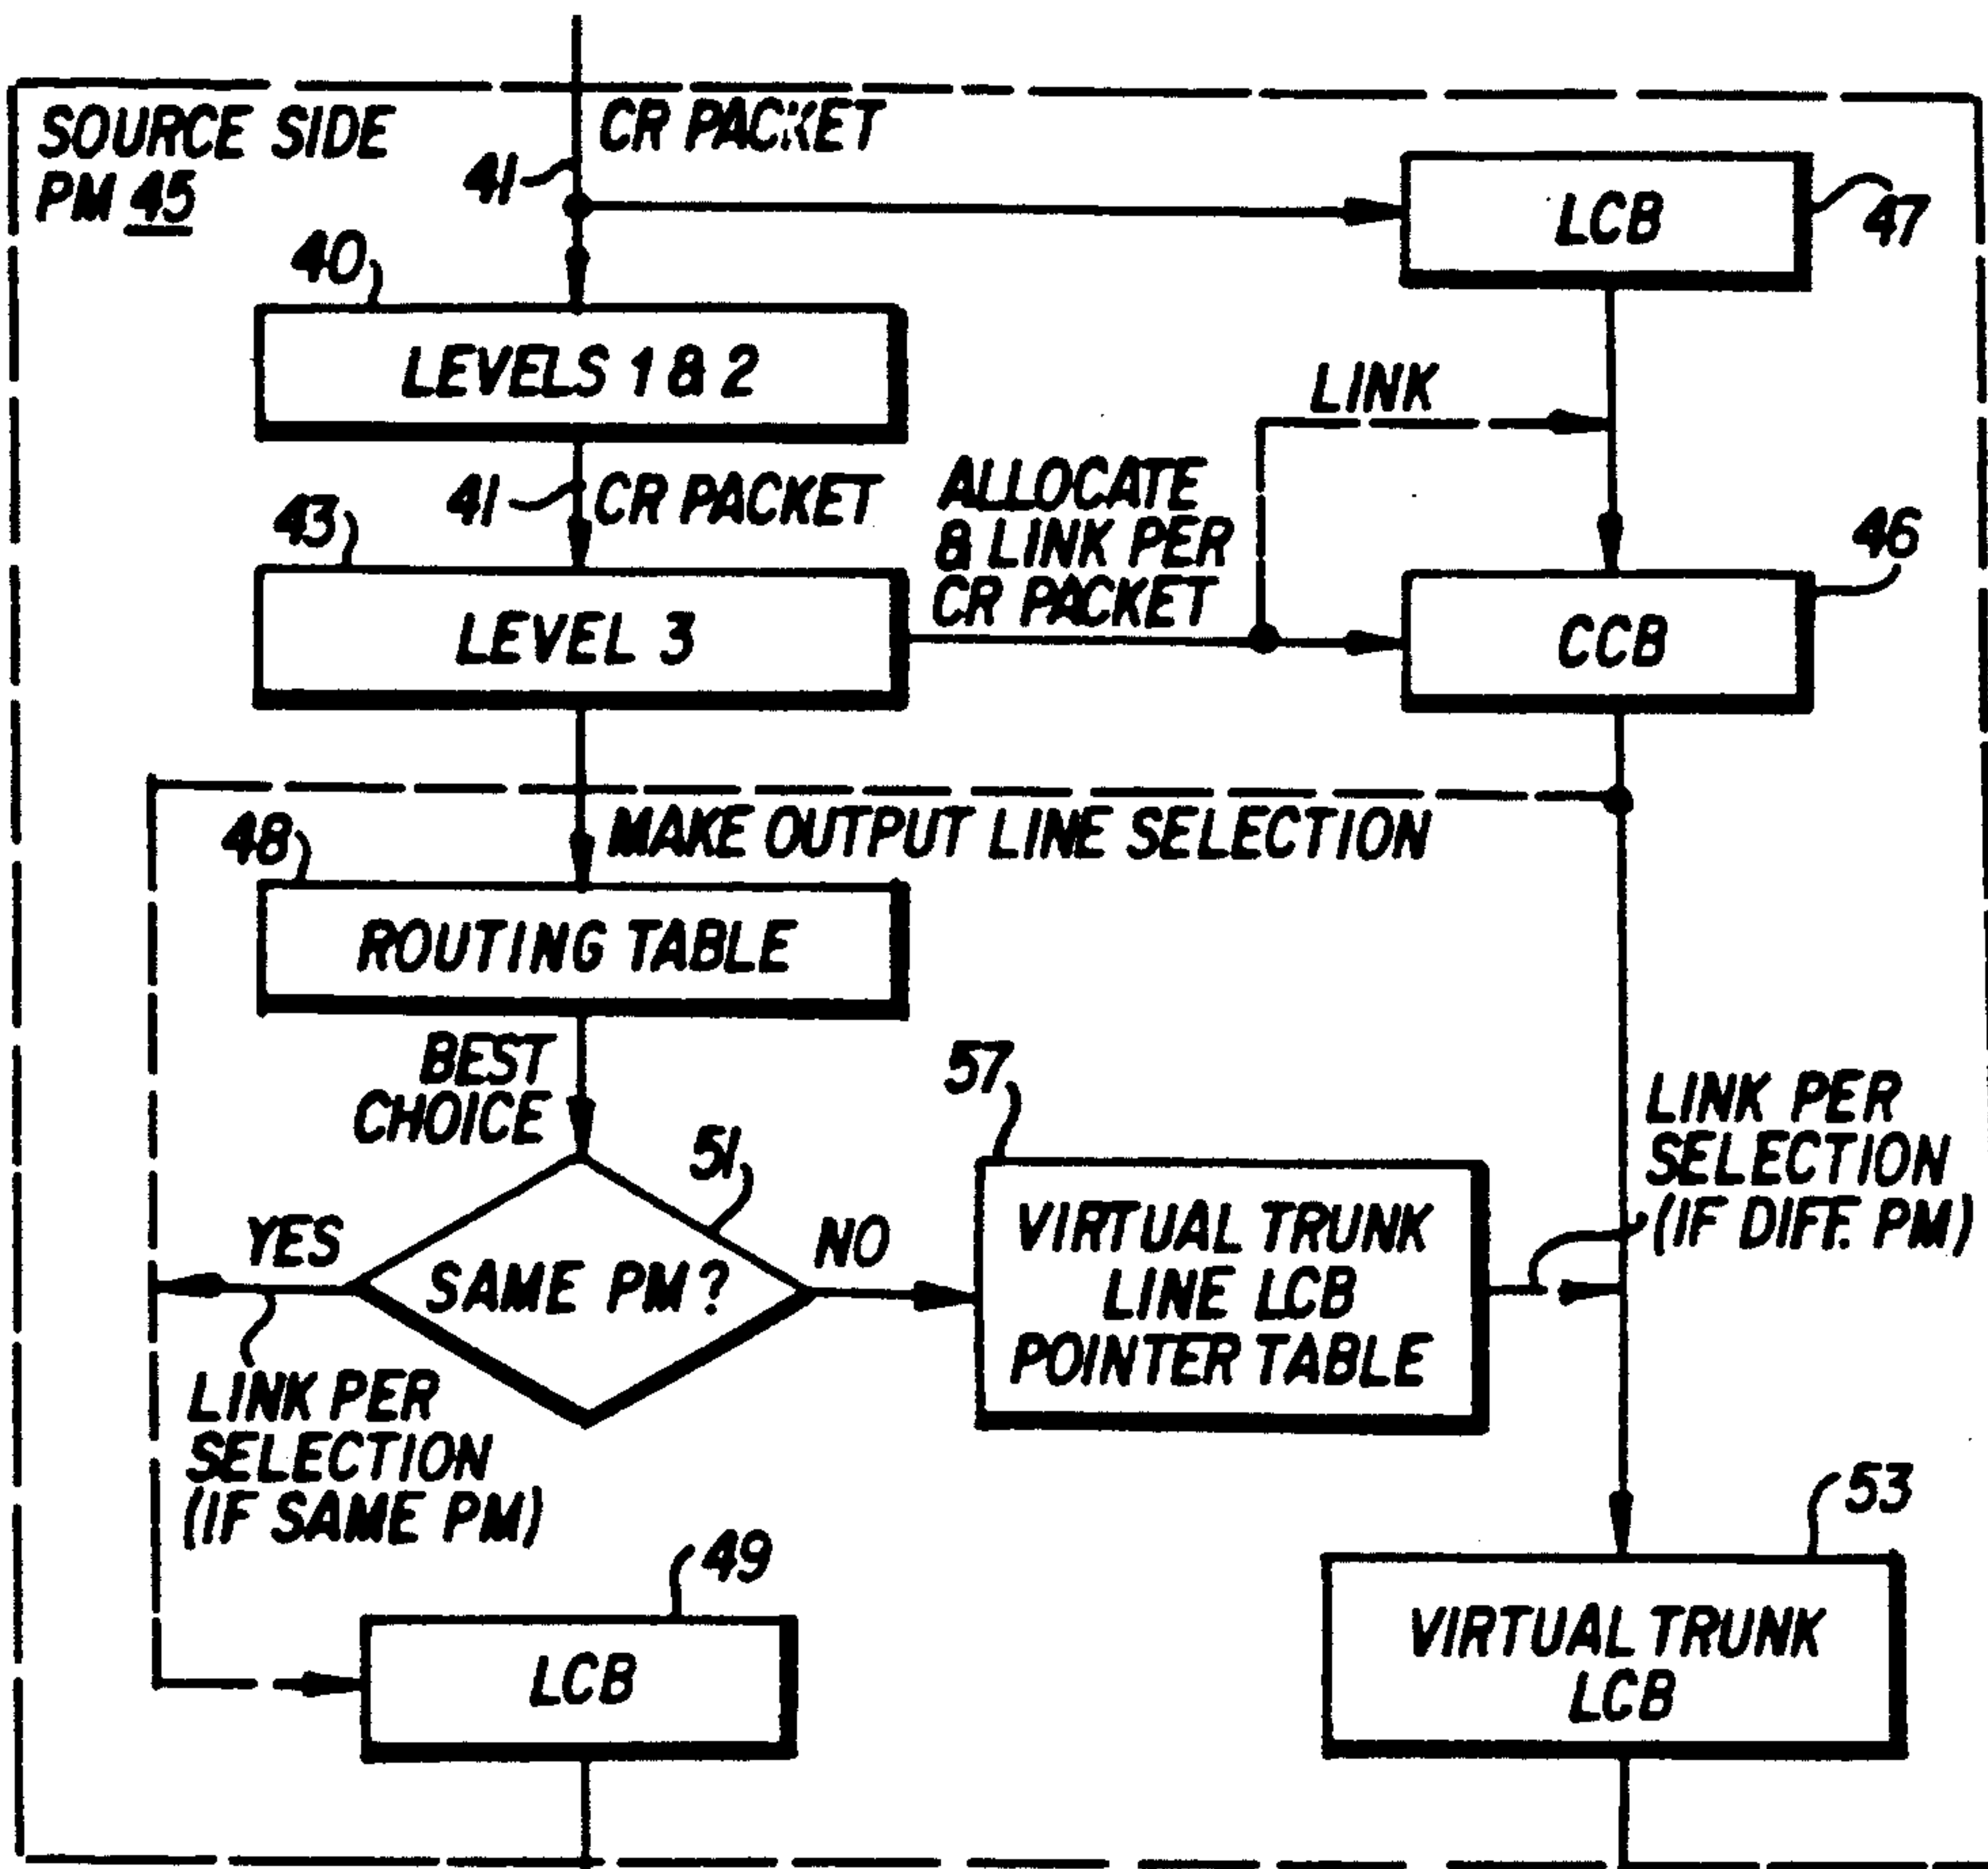 SOURCE SIDE
PM 45
CR PACKET
41
LCB
47
40
LEVELS 1 & 2
LINK
41
CR PACKET
ALLOCATE
& LINK PER
CR PACKET
43
LEVEL 3
46
CCB
MAKE OUTPUT LINE SELECTION
48
ROUTING TABLE
BEST
CHOICE
51
57
LINK PER
SELECTION
(IF DIFF. PM)
YES
SAME PM?
NO
VIRTUAL TRUNK
LINE LCB
POINTER TABLE
LINK PER
SELECTION
(IF SAME PM)
49
LCB
53
VIRTUAL TRUNK
LCB